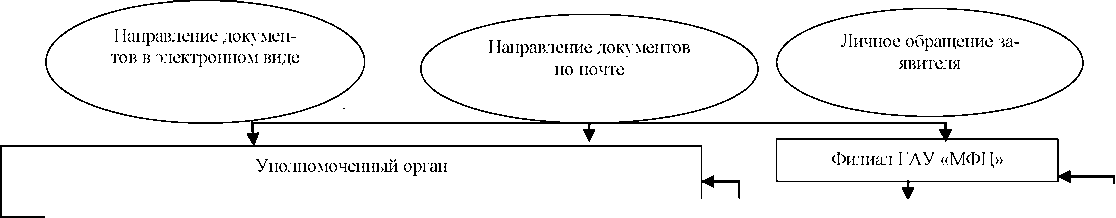 Направление докумен-
тов в электронном виде
Направление документов
по почте
Личное обращение за-
явителя
Уполномоченный орган
Филиал ГАУ «МФЦ»